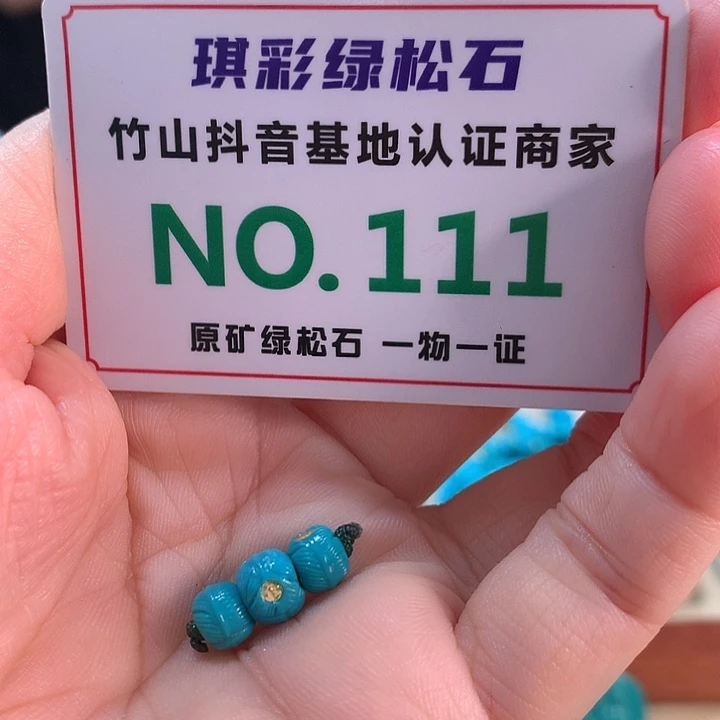 琪彩绿松石
竹山抖音基地认证商家
NO.111
原矿绿松石 一物一证